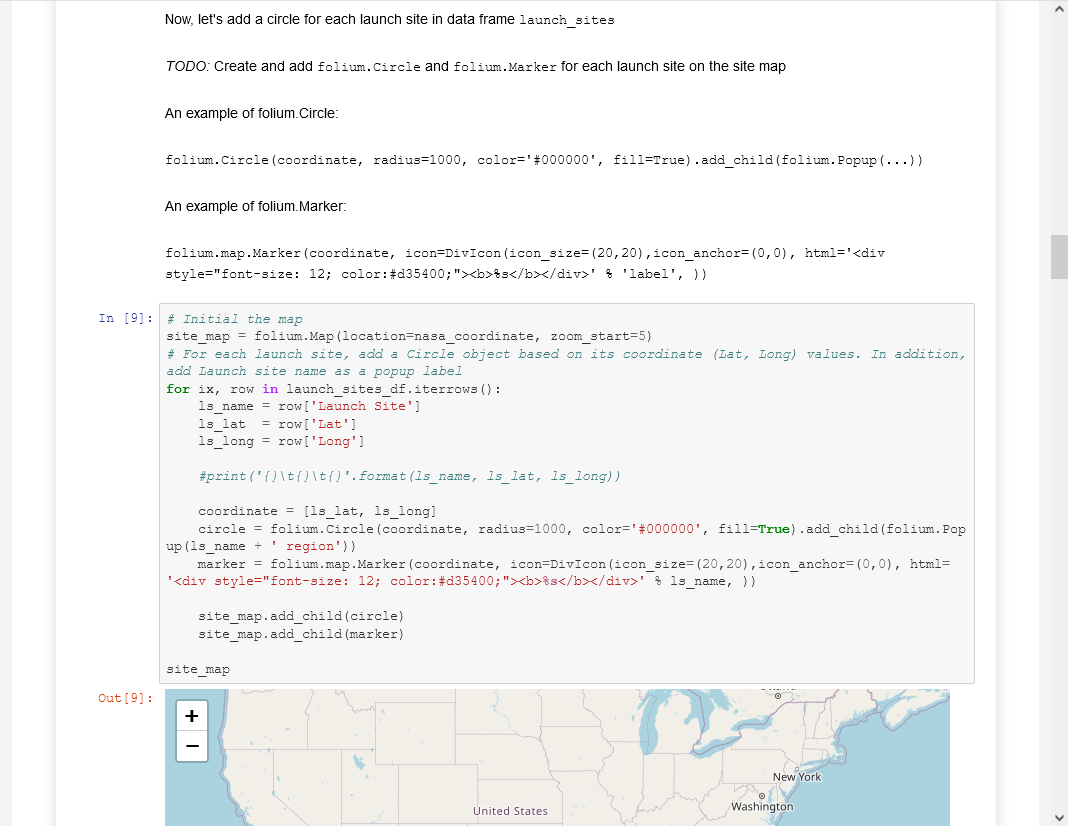 Now, let's add a circle for each launch site in data frame launch_sites
TODO: Create and add folium.Circle and folium.Marker for each launch site on the site map
An example of folium.Circle:
folium.Circle(coordinate, radius=1000, color='#000000', fill=True).add_child(folium.Popup(...))
An example of folium.Marker:
folium.map.Marker(coordinate, icon=DivIcon(icon_size=(20,20),icon_anchor=(0,0), html='<div
style="font-size: 12; color:#d35400;"><b>%s</b></div>' % 'label', ))
In [9]:
# Initial the map
site_map = folium.Map(location=nasa_coordinate, zoom_start=5)
# For each launch site, add a Circle object based on its coordinate (Lat, Long) values. In addition,
add Launch site name as a popup label
for ix, row in launch_sites_df.iterrows():
    ls_name = row['Launch Site']
    ls_lat  = row['Lat']
    ls_long = row['Long']
    #print('{}\t{}\t{}'.format(ls_name, ls_lat, ls_long))
    coordinate = [ls_lat, ls_long]
    circle = folium.Circle(coordinate, radius=1000, color='#000000', fill=True).add_child(folium.Pop
up(ls_name + ' region'))
    marker = folium.map.Marker(coordinate, icon=DivIcon(icon_size=(20,20),icon_anchor=(0,0), html=
'<div style="font-size: 12; color:#d35400;"><b>%s</b></div>' % ls_name, ))
    site_map.add_child(circle)
    site_map.add_child(marker)
site_map
Out[9]:
+
−
New York
Washington
United States